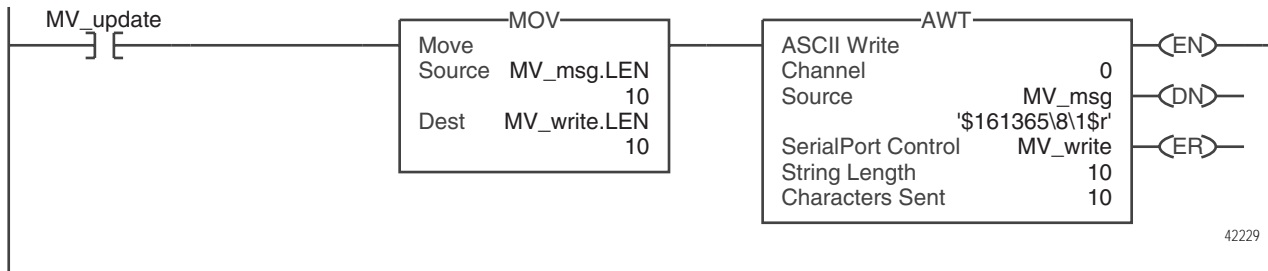 MV_update
MOV
Move
Source MV_msg.LEN
10
Dest MV_write.LEN
10
AWT
ASCII Write
Channel 0
Source MV_msg
'$161365\8\1$r'
SerialPort Control MV_write
String Length 10
Characters Sent 10
EN
DN
ER
42229